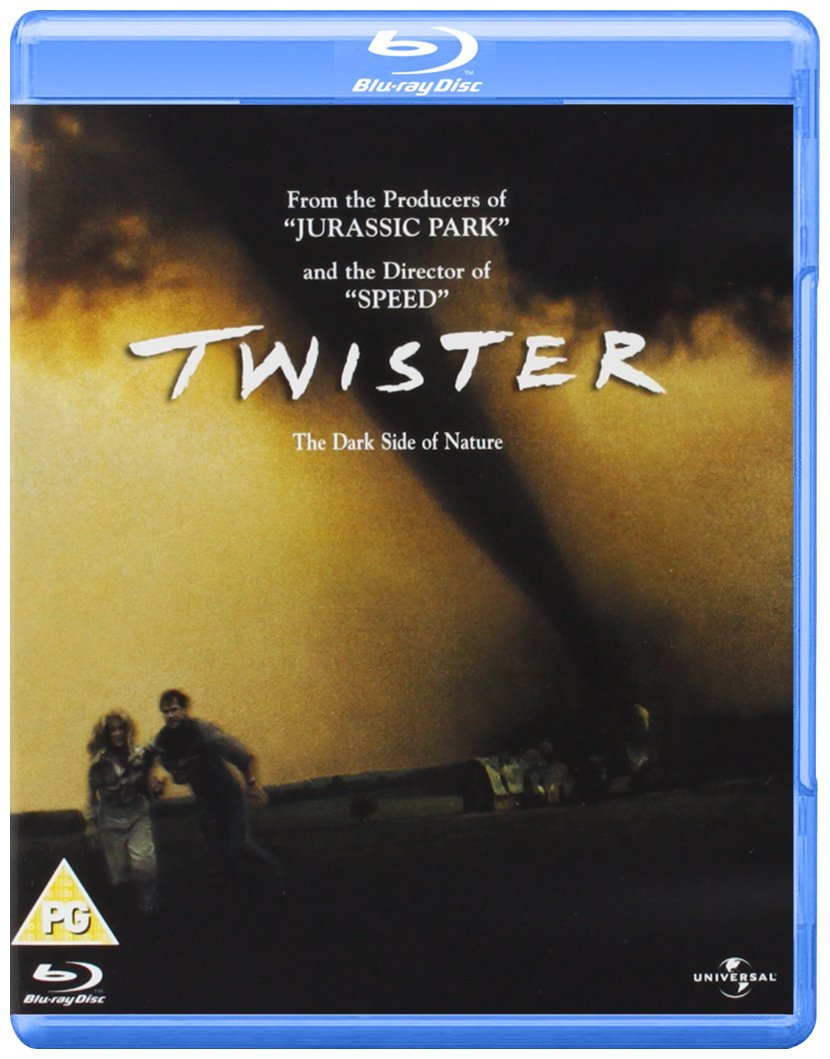 Blu-ray Disc™
From the Producers of
“JURASSIC PARK”
and the Director of
“SPEED”
TWISTER
The Dark Side of Nature
PG
Blu-ray Disc
UNIVERSAL